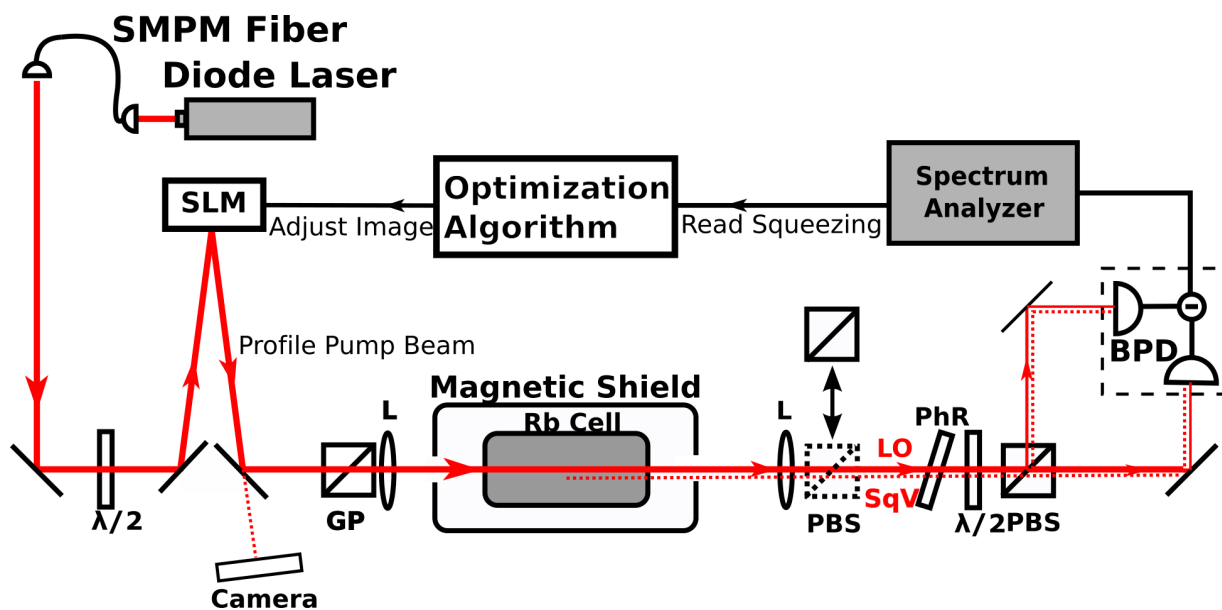 SMPM Fiber
Diode Laser
SLM
Adjust Image
Optimization
Algorithm
Read Squeezing
Spectrum
Analyzer
Profile Pump Beam
BPD
Magnetic Shield
Rb Cell
L
L
PhR
LO
SqV
λ/2
GP
PBS
λ/2
PBS
Camera